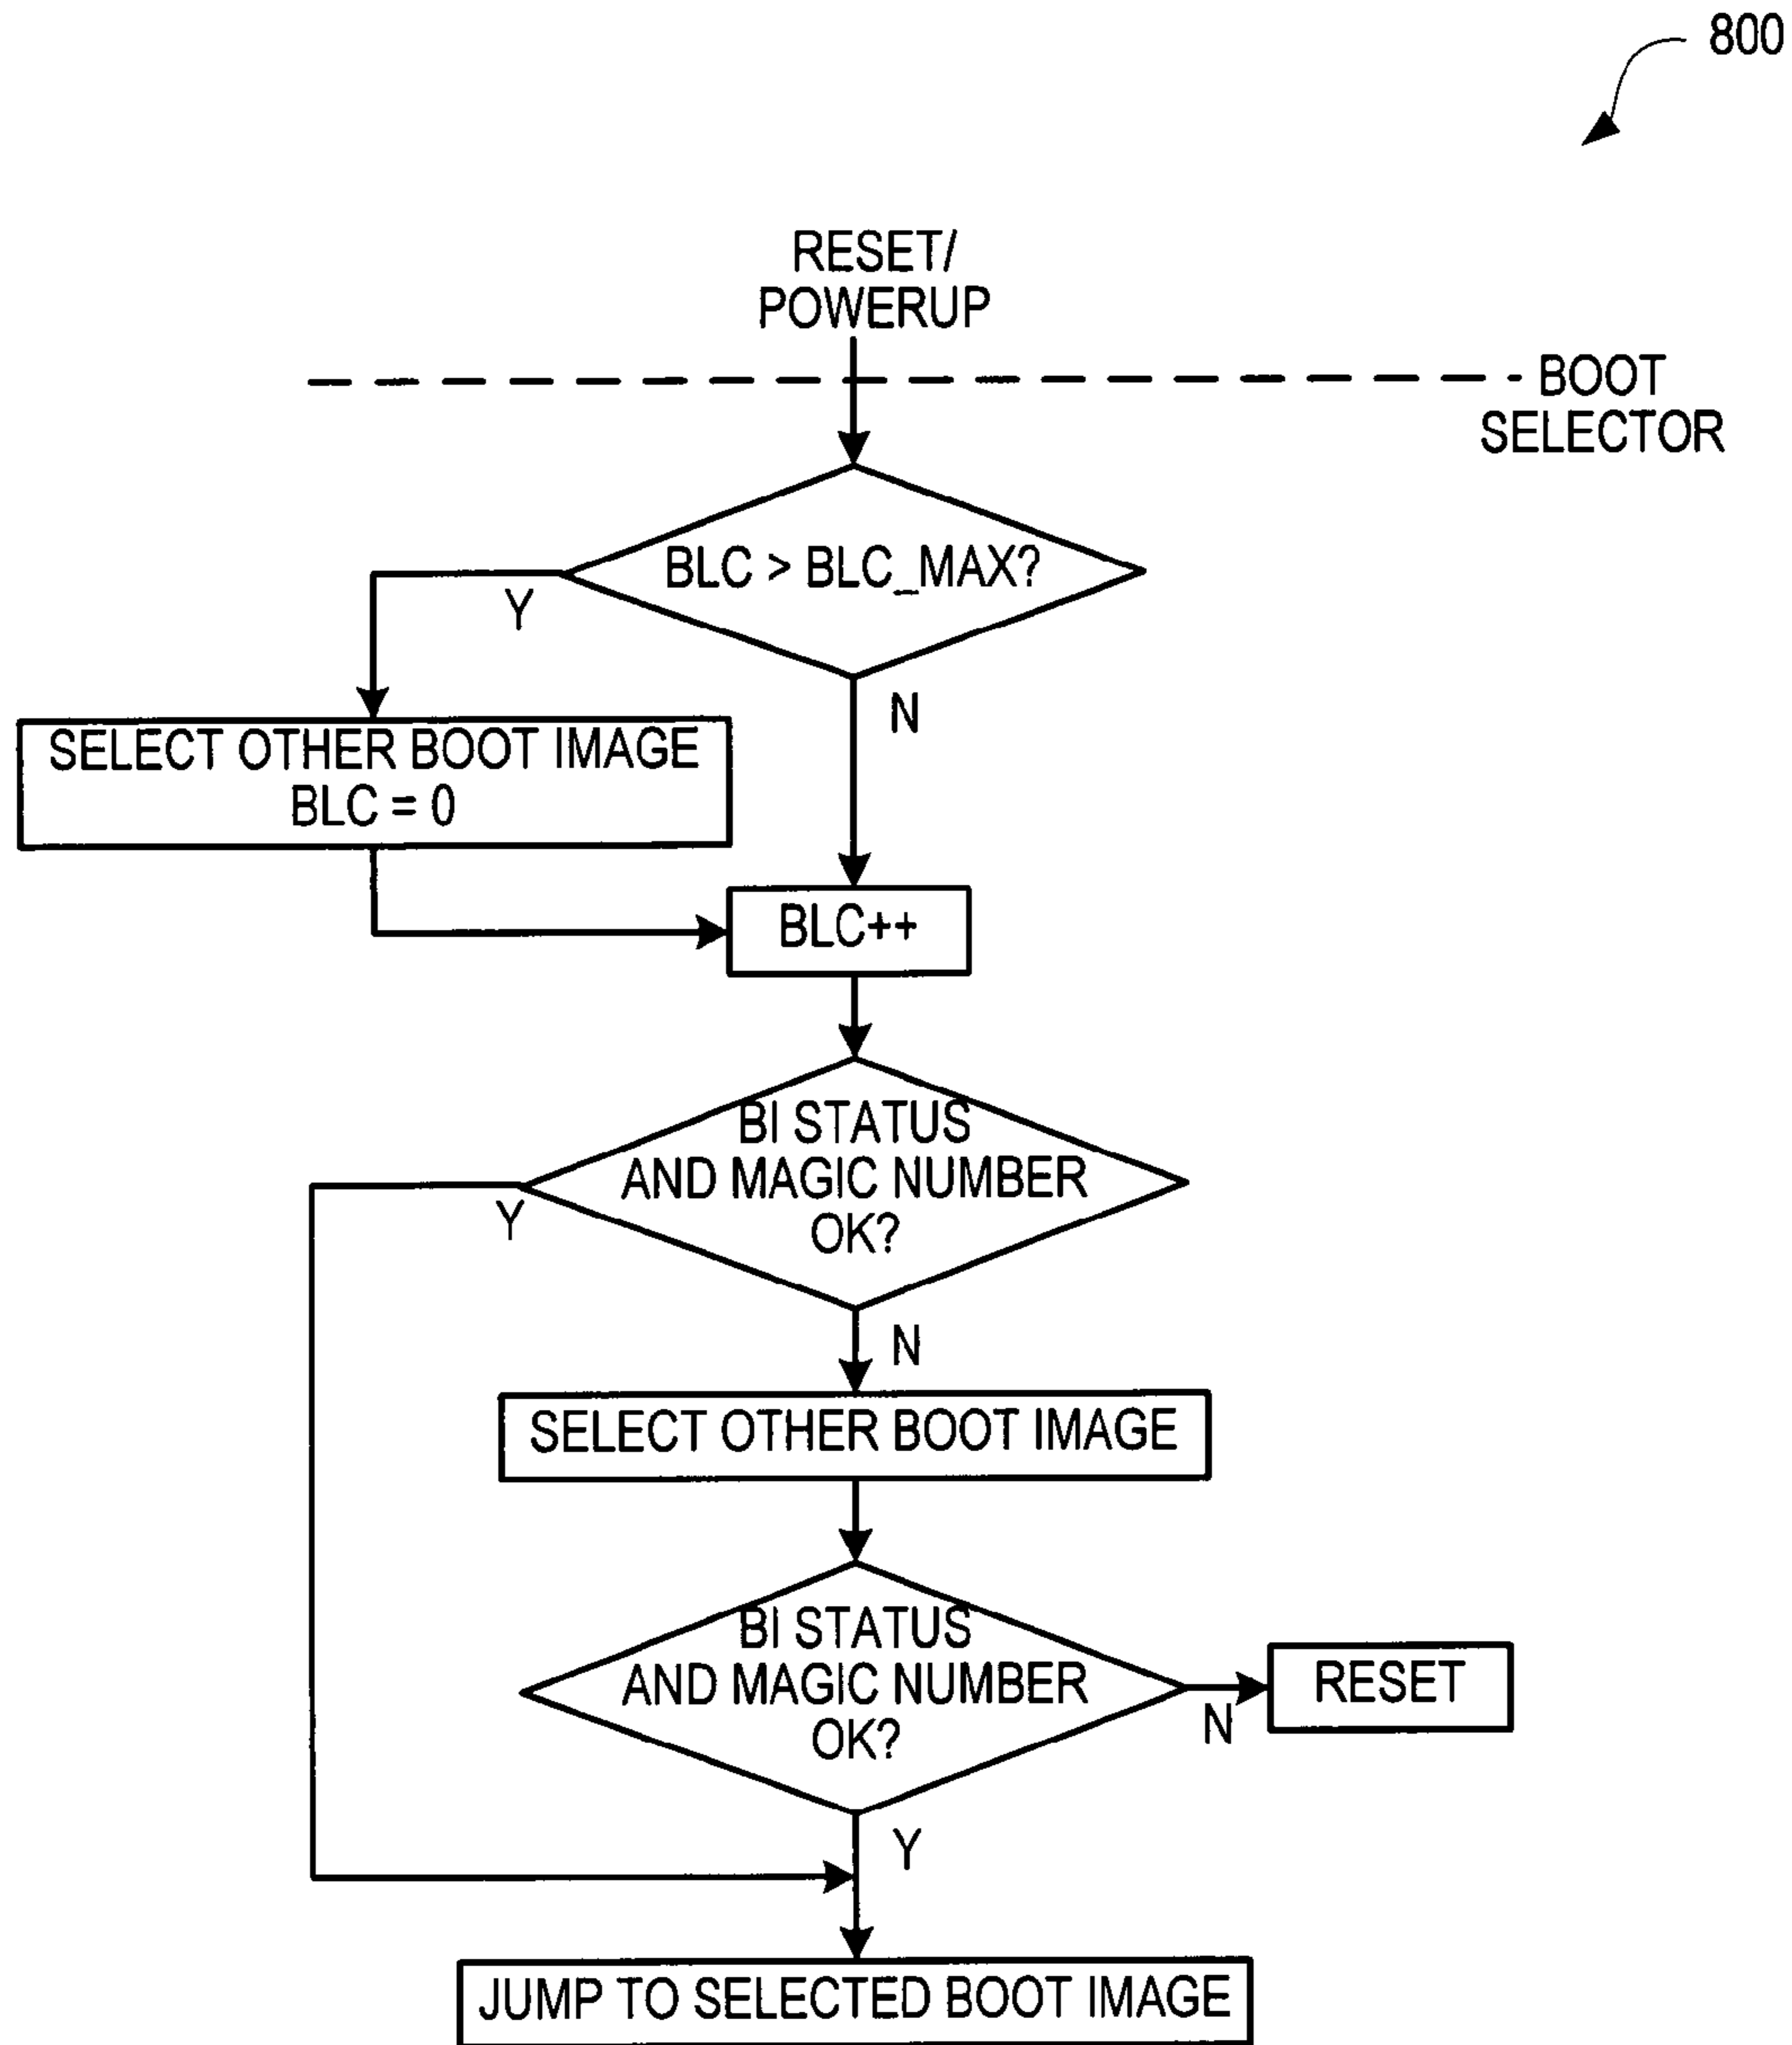 800
RESET/
POWERUP
BOOT
SELECTOR
BLC > BLC_MAX?
Y
N
SELECT OTHER BOOT IMAGE
BLC = 0
BLC++
BI STATUS
AND MAGIC NUMBER
OK?
Y
N
SELECT OTHER BOOT IMAGE
BI STATUS
AND MAGIC NUMBER
OK?
N
RESET
Y
JUMP TO SELECTED BOOT IMAGE